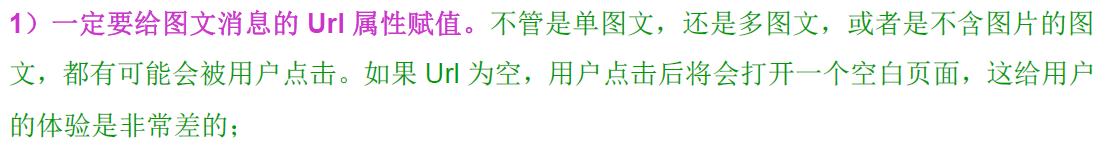 1）一定要给图文消息的 Url 属性赋值。不管是单图文，还是多图文，或者是不含图片的图
文，都有可能会被用户点击。如果 Url 为空，用户点击后将会打开一个空白页面，这给用户
的体验是非常差的；